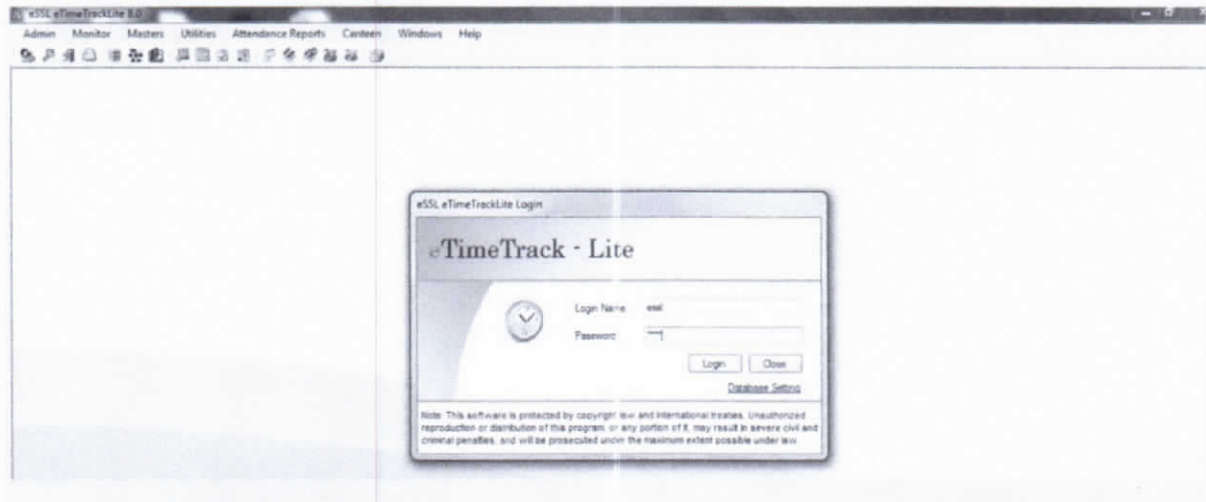 eSSL eTimeTrackLite 8.0
Admin Monitor Masters Utilities Attendance Reports Canteen Windows Help
eSSL eTimeTrackLite Login
eTimeTrack - Lite
Login Name essl
Password ****
Login Close
Database Setting
Note: This software is protected by copyright law and international treaties. Unauthorized
reproduction or distribution of this program, or any portion of it, may result in severe civil and
criminal penalties, and will be prosecuted under the maximum extent possible under law